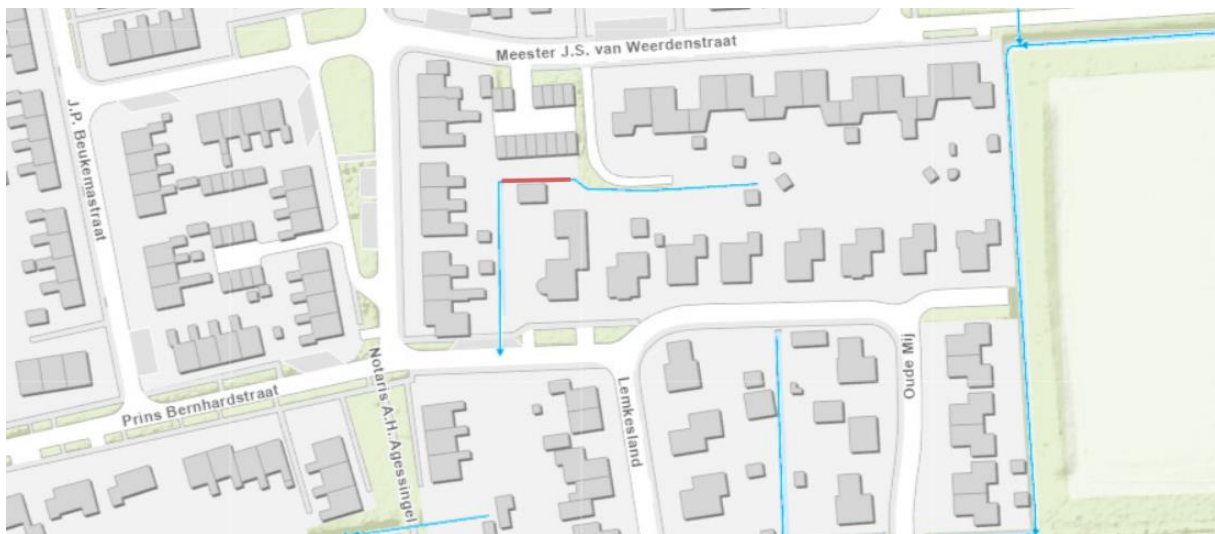 Meester J.S. van Weerdenstraat
J.P. Beukemastraat
Oude Mij
Prins Bernhardstraat
Notaris A.H. Agessingel
Lemkesland